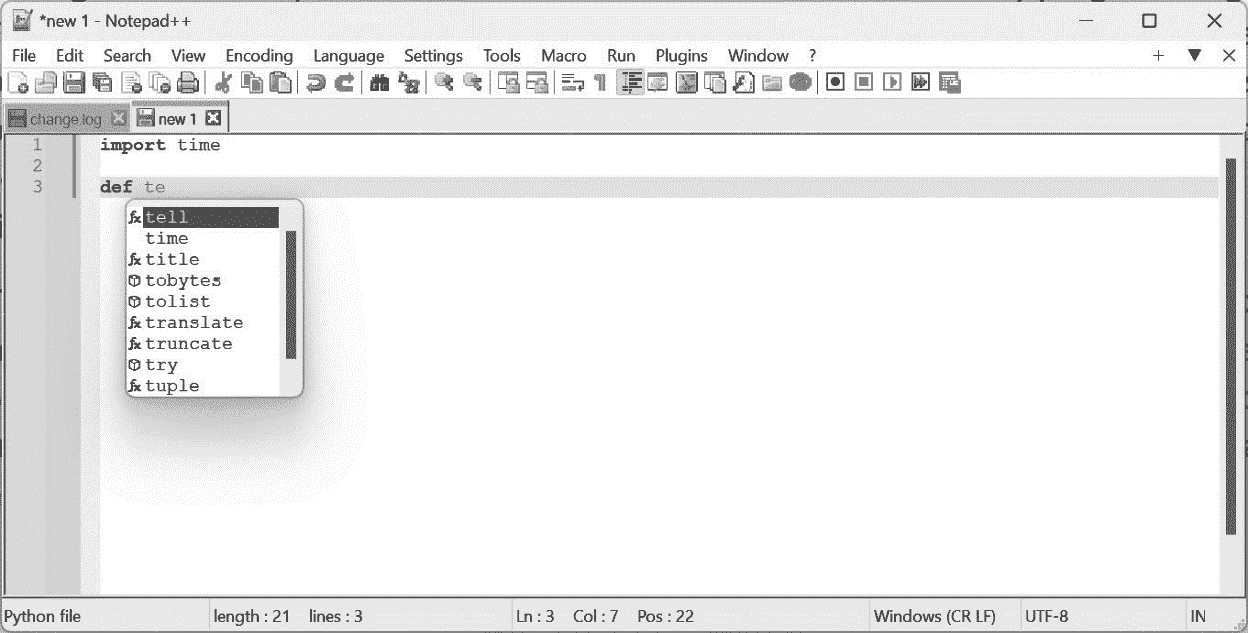 *new 1 - Notepad++
File Edit Search View Encoding Language Settings Tools Macro Run Plugins Window ?
change.log new 1
1 import time
2
3 def te
tell
time
title
tobytes
tolist
translate
truncate
try
tuple
Python file length : 21 lines : 3 Ln : 3 Col : 7 Pos : 22 Windows (CR LF) UTF-8 IN